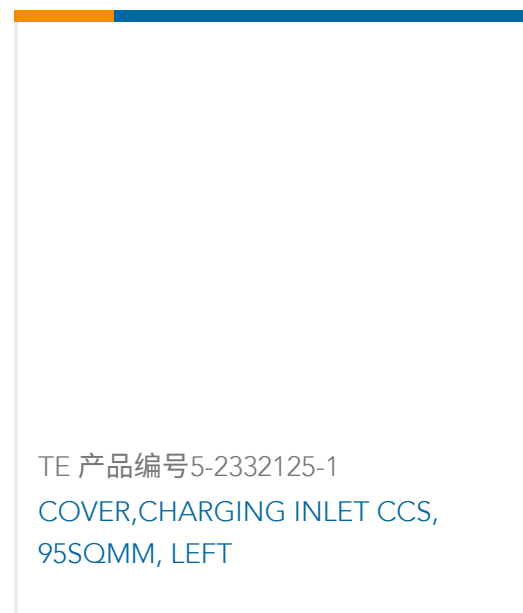 TE 产品编号5-2332125-1
COVER,CHARGING INLET CCS,
95SQMM, LEFT